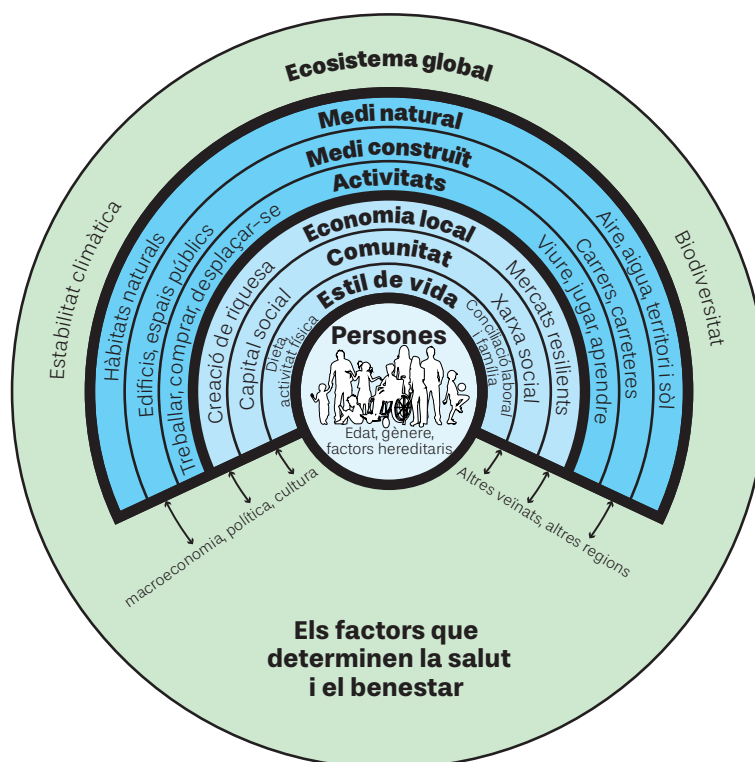 Ecosistema global
Estabilitat climàtica
Biodiversitat
Medi natural
Hàbitats naturals
Aire, aigua, territori i sòl
Medi construït
Edificis, espais públics
Carrers, carreteres
Activitats
Treballar, comprar, desplaçar-se
Viure, jugar, aprendre
Economia local
Creació de riquesa
Mercats resilients
Comunitat
Capital social
Xarxa social
Estil de vida
Dieta,
activitat física
Conciliació laboral
i família
Persones
Edat, gènere,
factors hereditaris
macroeconomia, política, cultura
Altres veïnats, altres regions
Els factors que
determinen la salut
i el benestar